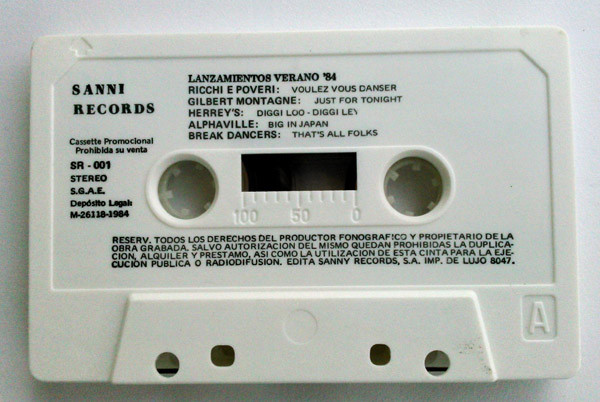 SANNI
RECORDS
Cassette Promocional
Prohibida su venta
SR - 001
STEREO
S.G.A.E.
Depósito Legal:
M-26118-1984
LANZAMIENTOS VERANO '84
RICCHI E POVERI: VOULEZ VOUS DANSER
GILBERT MONTAGNE: JUST FOR TONIGHT
HERREY'S: DIGGI LOO - DIGGI LEY
ALPHAVILLE: BIG IN JAPAN
BREAK DANCERS: THAT'S ALL FOLKS
100 50 0
RESERV. TODOS LOS DERECHOS DEL PRODUCTOR FONOGRAFICO Y PROPIETARIO DE LA
OBRA GRABADA. SALVO AUTORIZACION DEL MISMO QUEDAN PROHIBIDAS LA DUPLICA-
CION, ALQUILER Y PRESTAMO, ASI COMO LA UTILIZACION DE ESTA CINTA PARA LA EJE-
CUCION PUBLICA O RADIODIFUSION. EDITA SANNY RECORDS, S.A. IMP. DE LUJO 8047.
A